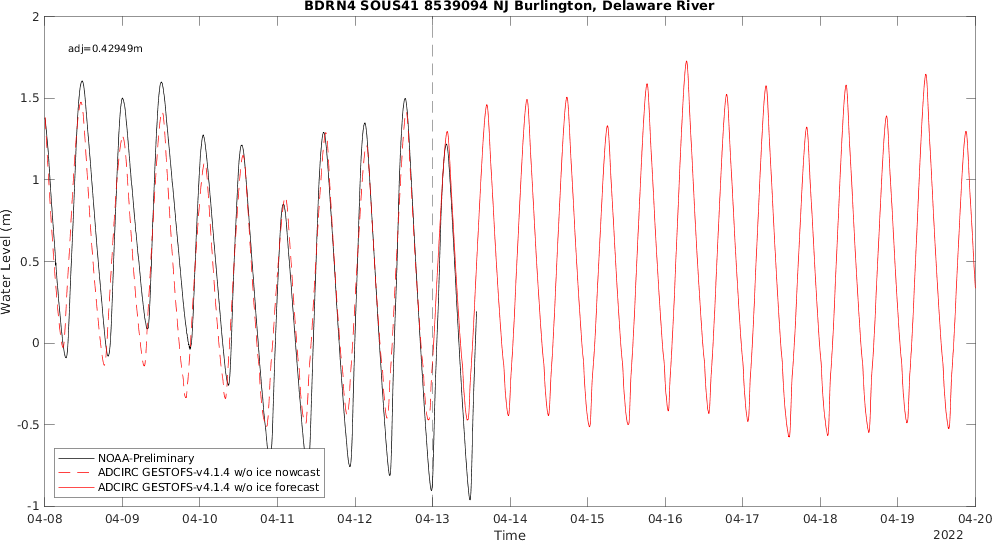 BDRN4 SOUS41 8539094 NJ Burlington, Delaware River
2
adj=0.42949m
1.5
1
0.5
0
-0.5
-1
Water Level (m)
NOAA-Preliminary
ADCIRC GESTOFS-v4.1.4 w/o ice nowcast
ADCIRC GESTOFS-v4.1.4 w/o ice forecast
04-08 04-09 04-10 04-11 04-12 04-13 04-14 04-15 04-16 04-17 04-18 04-19 04-20
Time
2022